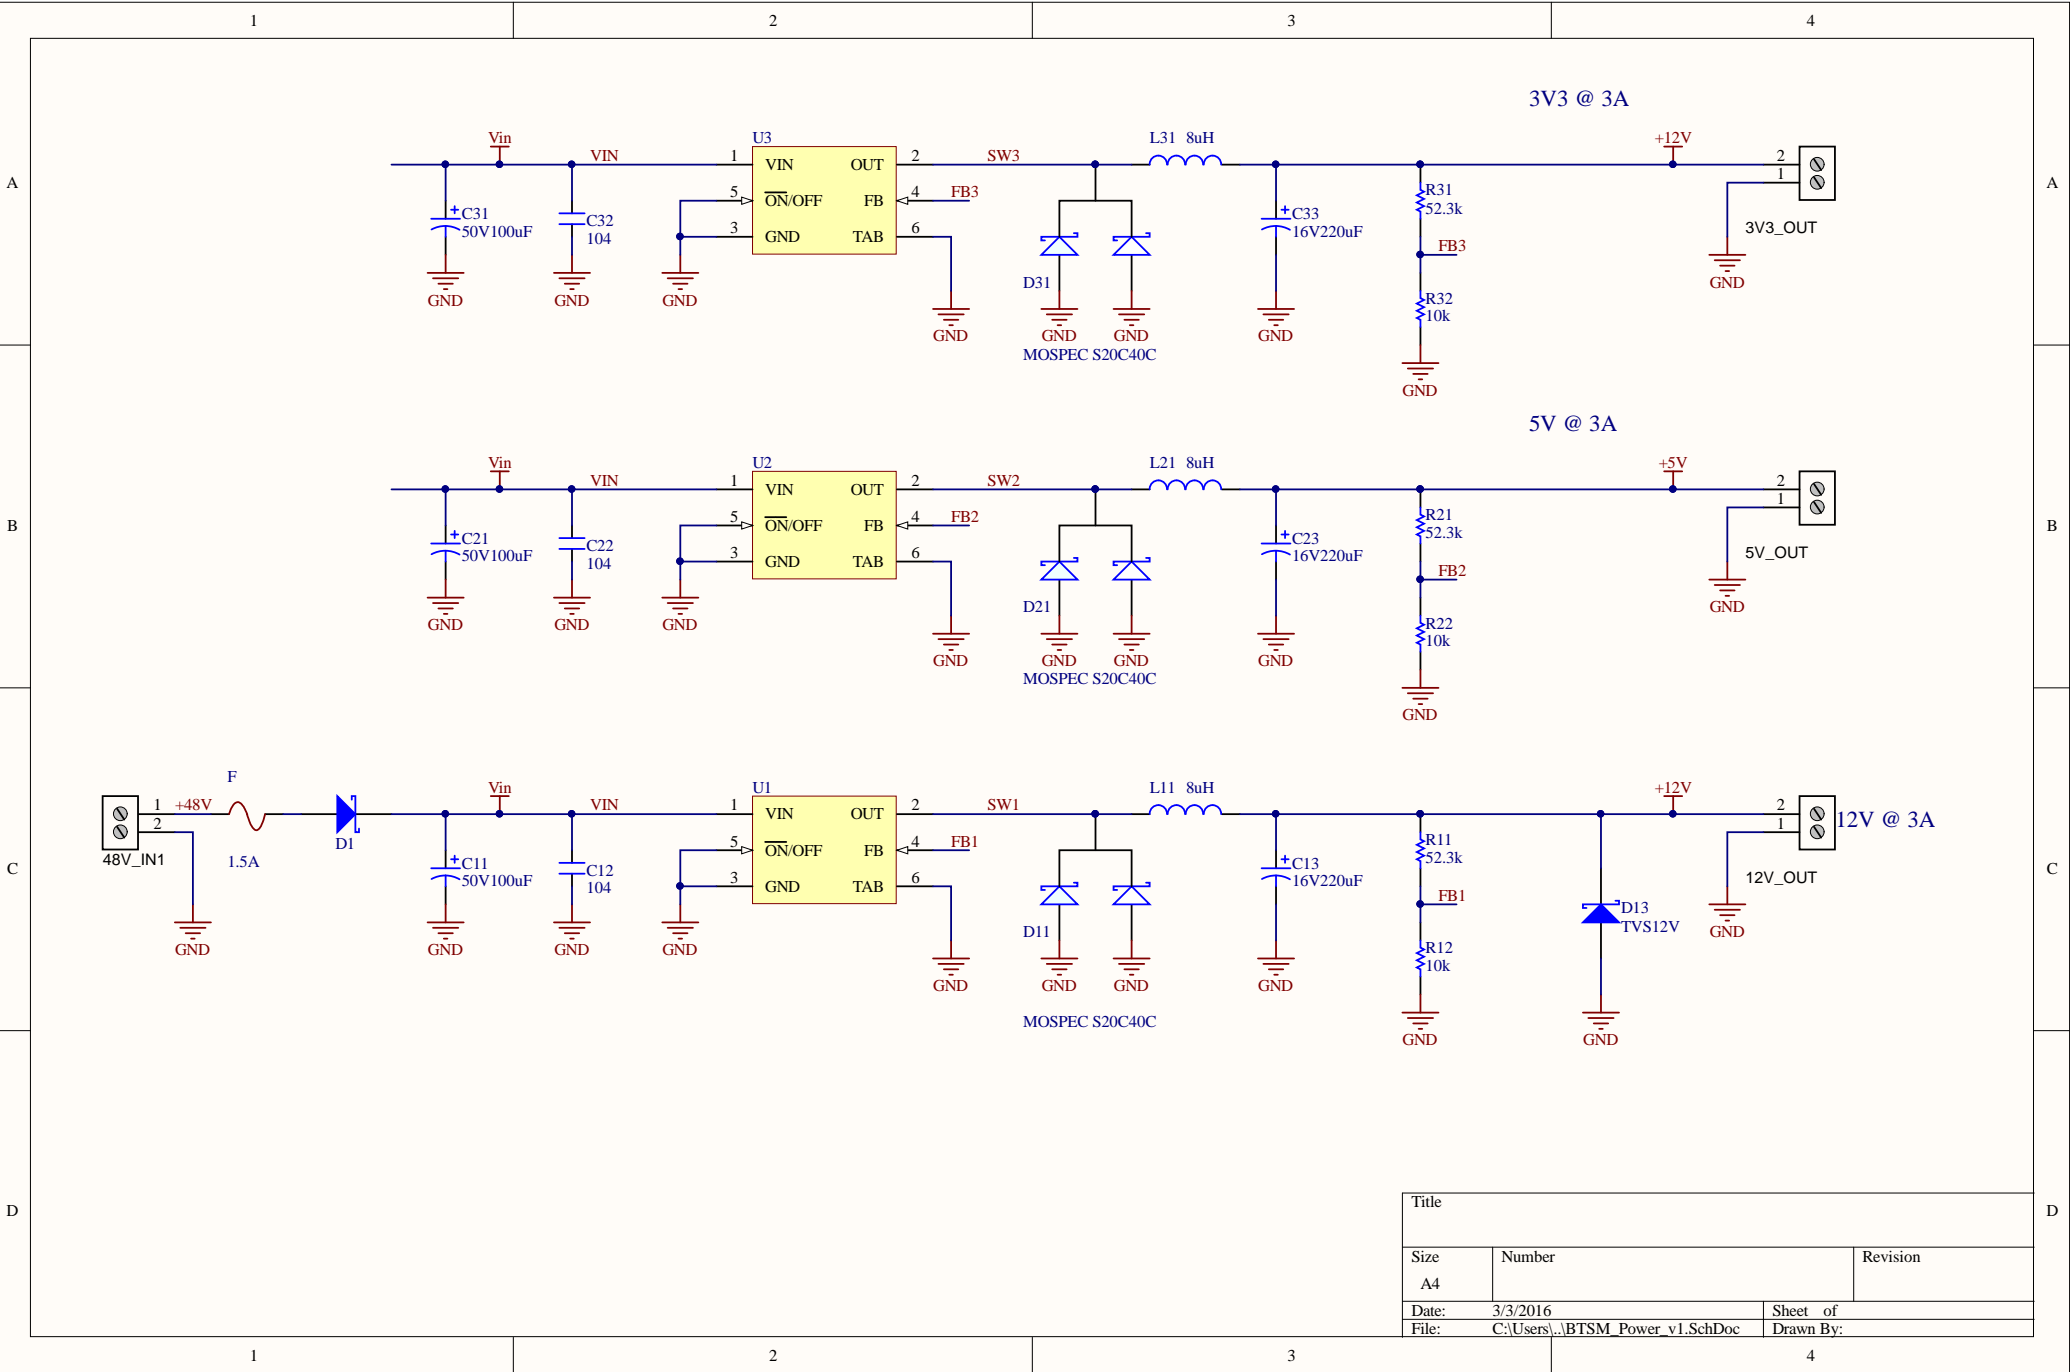 1 2 3 4
A A
B B
C C
D D
3V3 @ 3A
Vin
VIN
U3
1 VIN OUT 2
5 ON/OFF FB 4
3 GND TAB 6
SW3
FB3
L31 8uH
+12V
2
1
3V3_OUT
GND
C31
50V100uF
C32
104
GND
GND
GND
GND
D31
GND
GND
MOSPEC S20C40C
C33
16V220uF
GND
R31
52.3k
FB3
R32
10k
GND
5V @ 3A
Vin
VIN
U2
1 VIN OUT 2
5 ON/OFF FB 4
3 GND TAB 6
SW2
FB2
L21 8uH
+5V
2
1
5V_OUT
GND
C21
50V100uF
C22
104
GND
GND
GND
GND
D21
GND
GND
MOSPEC S20C40C
C23
16V220uF
GND
R21
52.3k
FB2
R22
10k
GND
48V_IN1
1
2
+48V
F
1.5A
D1
GND
Vin
VIN
U1
1 VIN OUT 2
5 ON/OFF FB 4
3 GND TAB 6
SW1
FB1
L11 8uH
+12V
2
1
12V @ 3A
12V_OUT
GND
C11
50V100uF
C12
104
GND
GND
GND
GND
D11
GND
GND
MOSPEC S20C40C
C13
16V220uF
GND
R11
52.3k
FB1
R12
10k
GND
D13
TVS12V
GND
Title
Size Number Revision
A4
Date: 3/3/2016 Sheet of
File: C:\Users\..\BTSM_Power_v1.SchDoc Drawn By:
1 2 3 4